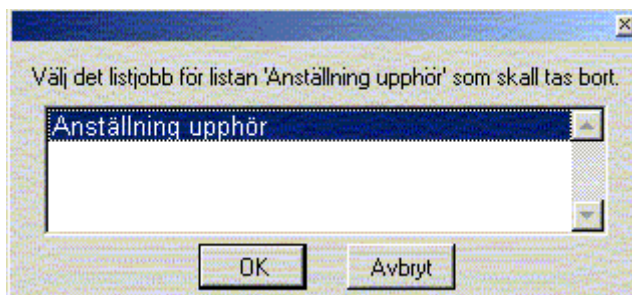 Välj det listjobb för listan 'Anställning upphör' som skall tas bort.
Anställning upphör
OK
Avbryt